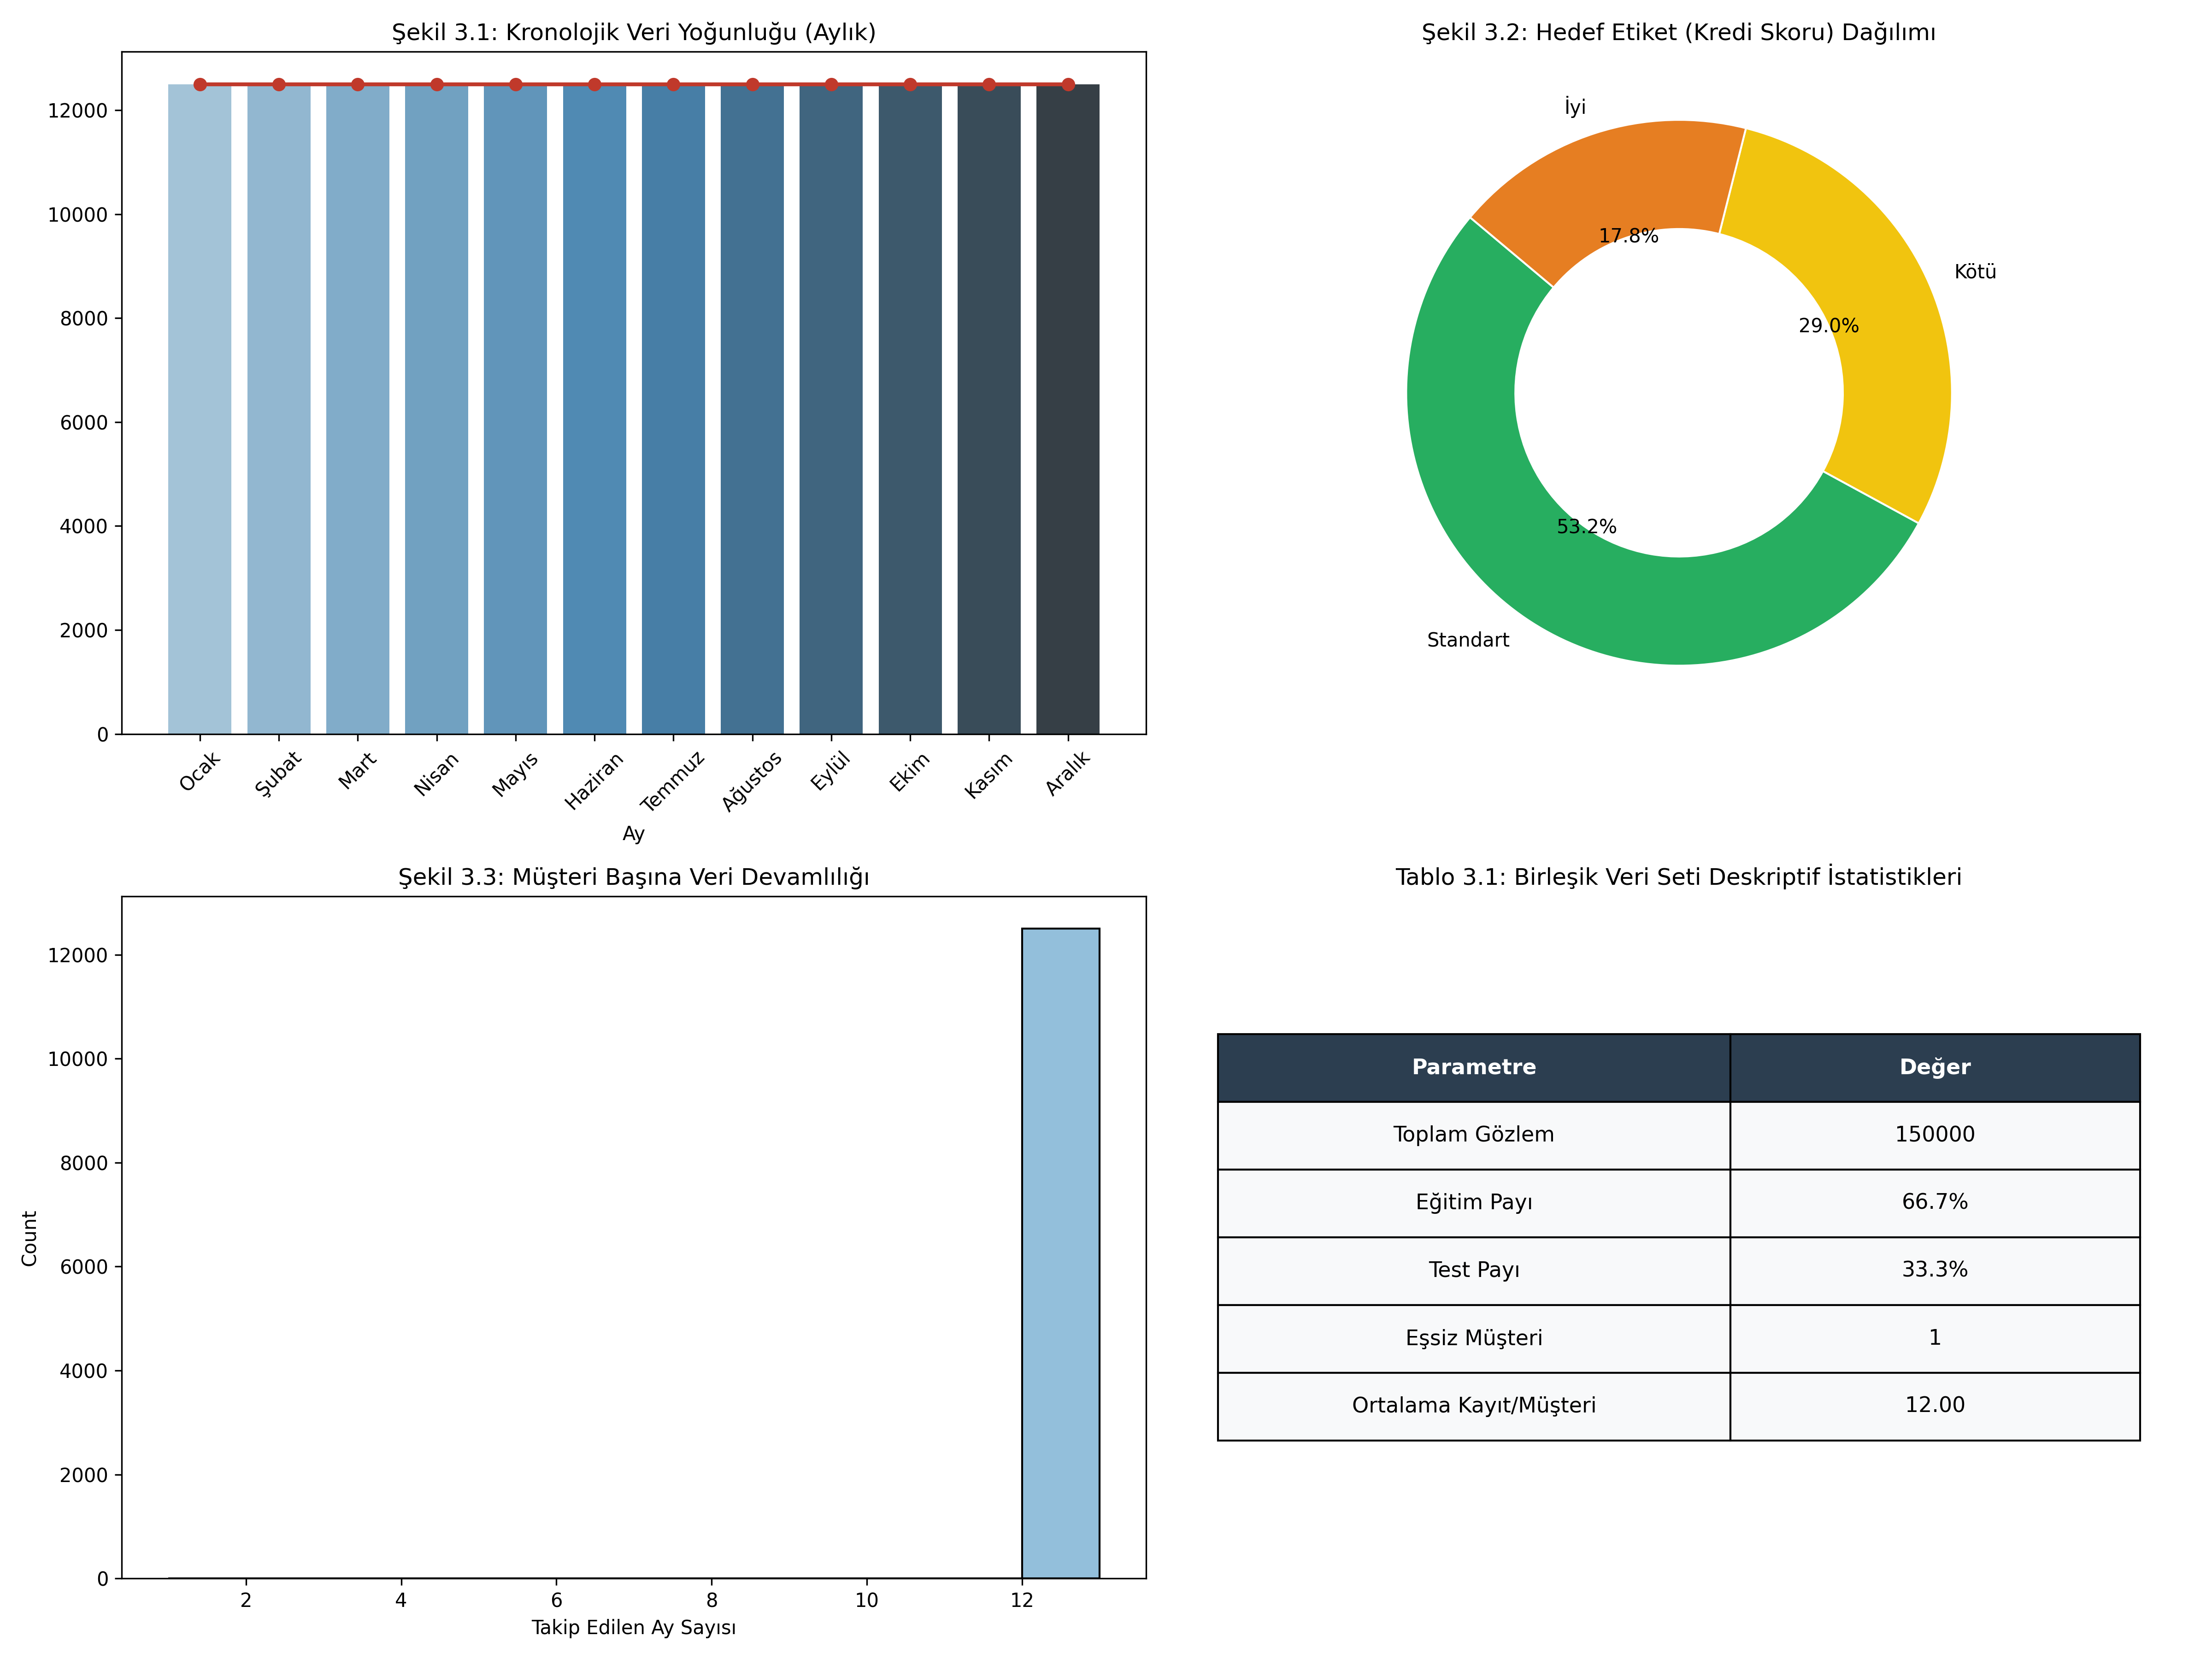 Şekil 3.1: Kronolojik Veri Yoğunluğu (Aylık)
12000
10000
8000
6000
4000
2000
0
Ocak
Şubat
Mart
Nisan
Mayıs
Haziran
Temmuz
Ağustos
Eylül
Ekim
Kasım
Aralık
Ay
Şekil 3.2: Hedef Etiket (Kredi Skoru) Dağılımı
İyi
17.8%
Kötü
29.0%
53.2%
Standart
Şekil 3.3: Müşteri Başına Veri Devamlılığı
12000
10000
8000
6000
4000
2000
0
Count
2 4 6 8 10 12
Takip Edilen Ay Sayısı
Tablo 3.1: Birleşik Veri Seti Deskriptif İstatistikleri
Parametre Değer
Toplam Gözlem 150000
Eğitim Payı 66.7%
Test Payı 33.3%
Eşsiz Müşteri 1
Ortalama Kayıt/Müşteri 12.00